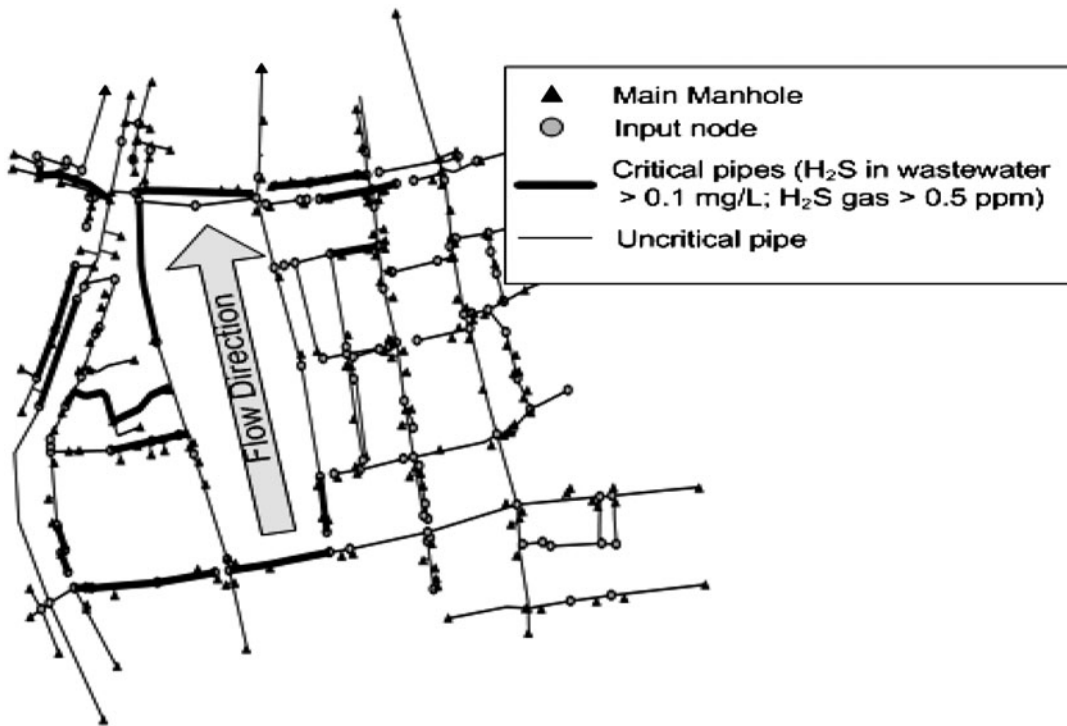 Main Manhole
Input node
Critical pipes (H₂S in wastewater
> 0.1 mg/L; H₂S gas > 0.5 ppm)
Uncritical pipe
Flow Direction